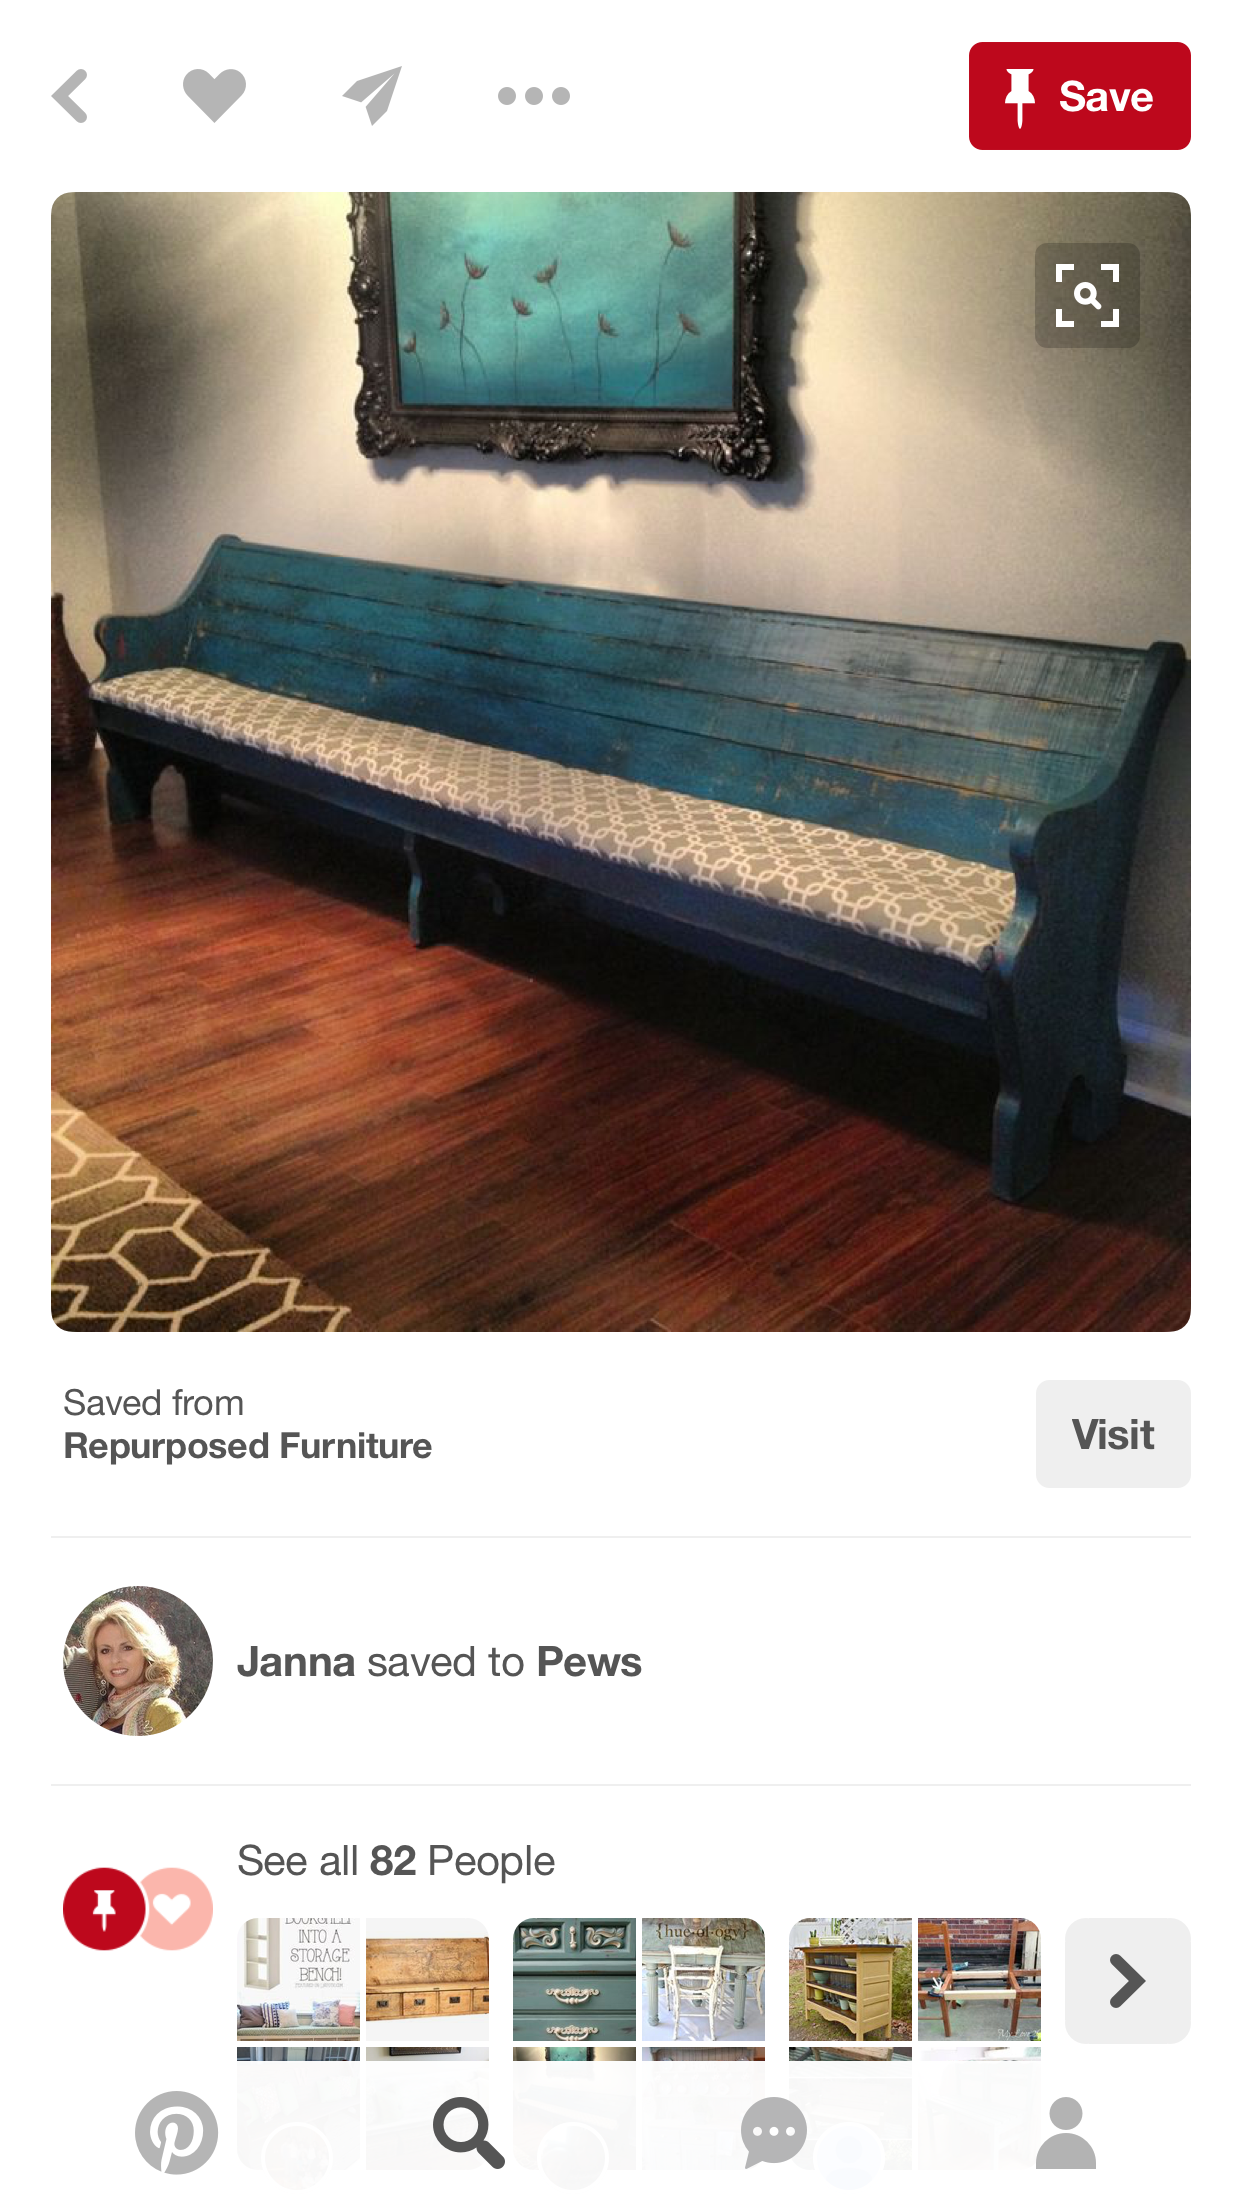 Save
Saved from
Repurposed Furniture
Visit
Janna saved to Pews
See all 82 People
INTO A
STORAGE
BENCH!
{hue-of-ogy}